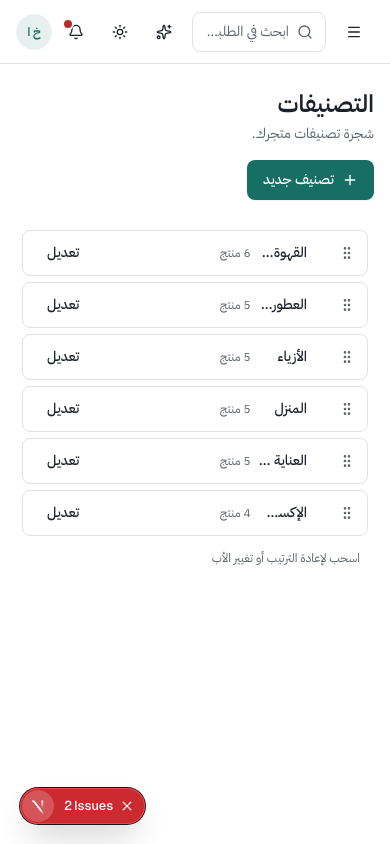 ابحث في الطلب...
خ ا
التصنيفات
شجرة تصنيفات متجرك.
تصنيف جديد
القهوة... 6 منتج تعديل
العطور... 5 منتج تعديل
الأزياء 5 منتج تعديل
المنزل 5 منتج تعديل
العناية ... 5 منتج تعديل
الإكسـ... 4 منتج تعديل
اسحب لإعادة الترتيب أو تغيير الأب
2 Issues